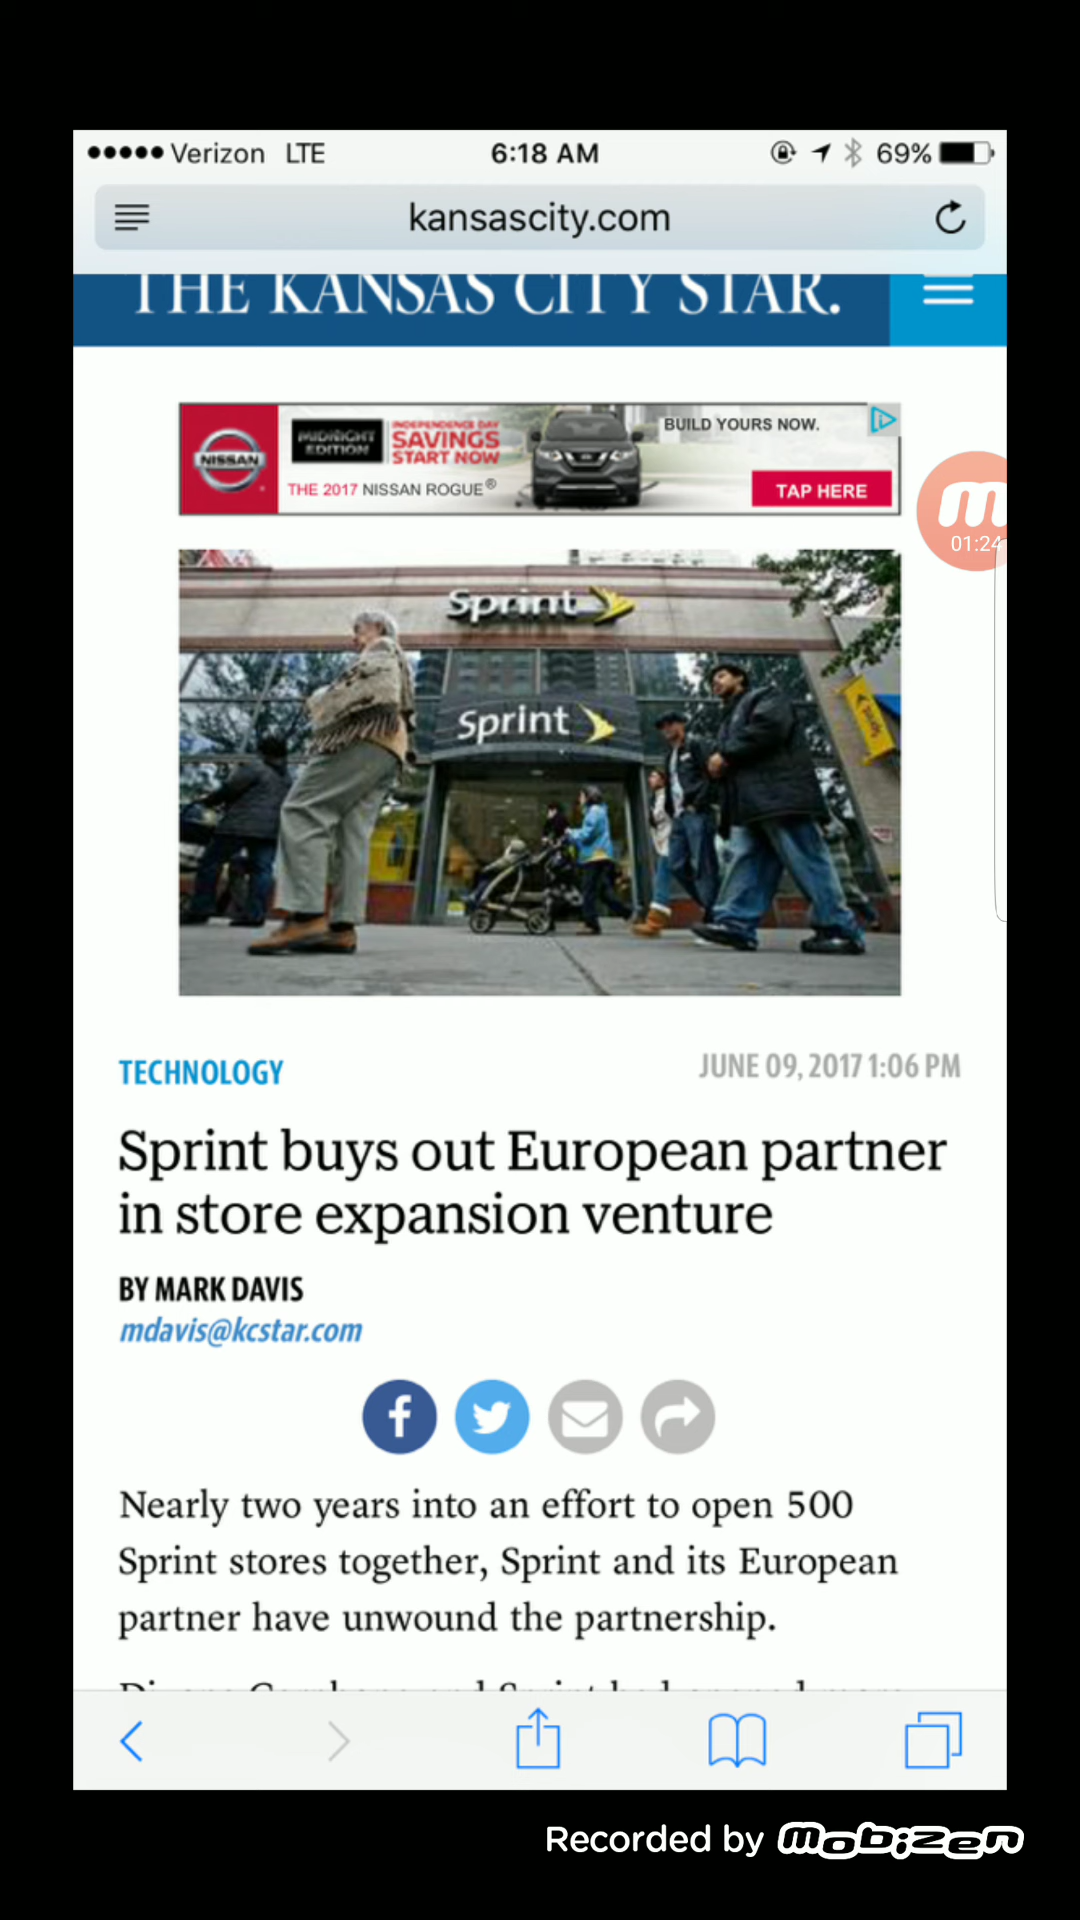 Verizon LTE 6:18 AM 69%
kansascity.com
THE KANSAS CITY STAR.
NISSAN
MIDNIGHT EDITION
INDEPENDENCE DAY
SAVINGS
START NOW
THE 2017 NISSAN ROGUE®
BUILD YOURS NOW.
TAP HERE
01:24
Sprint
Sprint
Sprint
TECHNOLOGY
JUNE 09, 2017 1:06 PM
Sprint buys out European partner
in store expansion venture
BY MARK DAVIS
mdavis@kcstar.com
Nearly two years into an effort to open 500
Sprint stores together, Sprint and its European
partner have unwound the partnership.
Recorded by mobizen